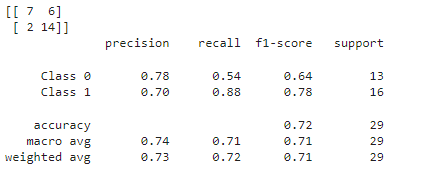 [[ 7  6]
 [ 2 14]]
              precision    recall  f1-score   support

     Class 0       0.78      0.54      0.64        13
     Class 1       0.70      0.88      0.78        16

    accuracy                           0.72        29
   macro avg       0.74      0.71      0.71        29
weighted avg       0.73      0.72      0.71        29